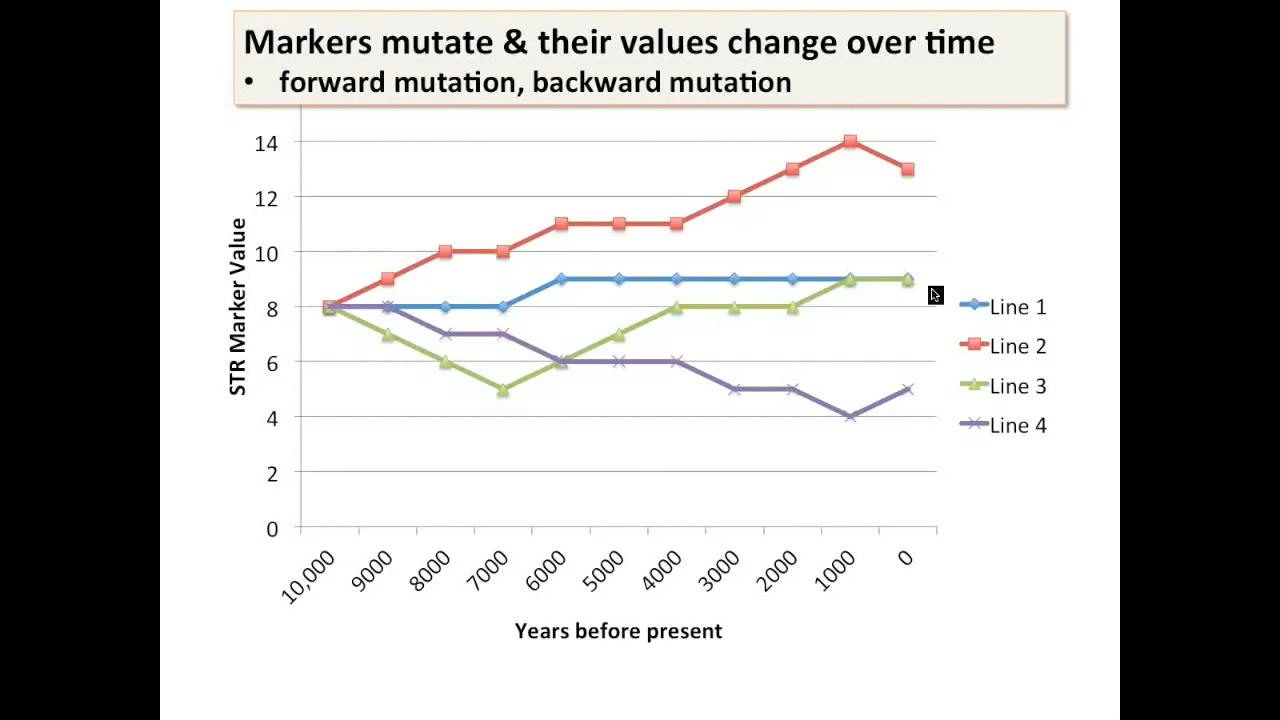 Markers mutate & their values change over time
• forward mutation, backward mutation
14
12
10
8
6
4
2
0
STR Marker Value
10,000
9000
8000
7000
6000
5000
4000
3000
2000
1000
0
Years before present
Line 1
Line 2
Line 3
Line 4